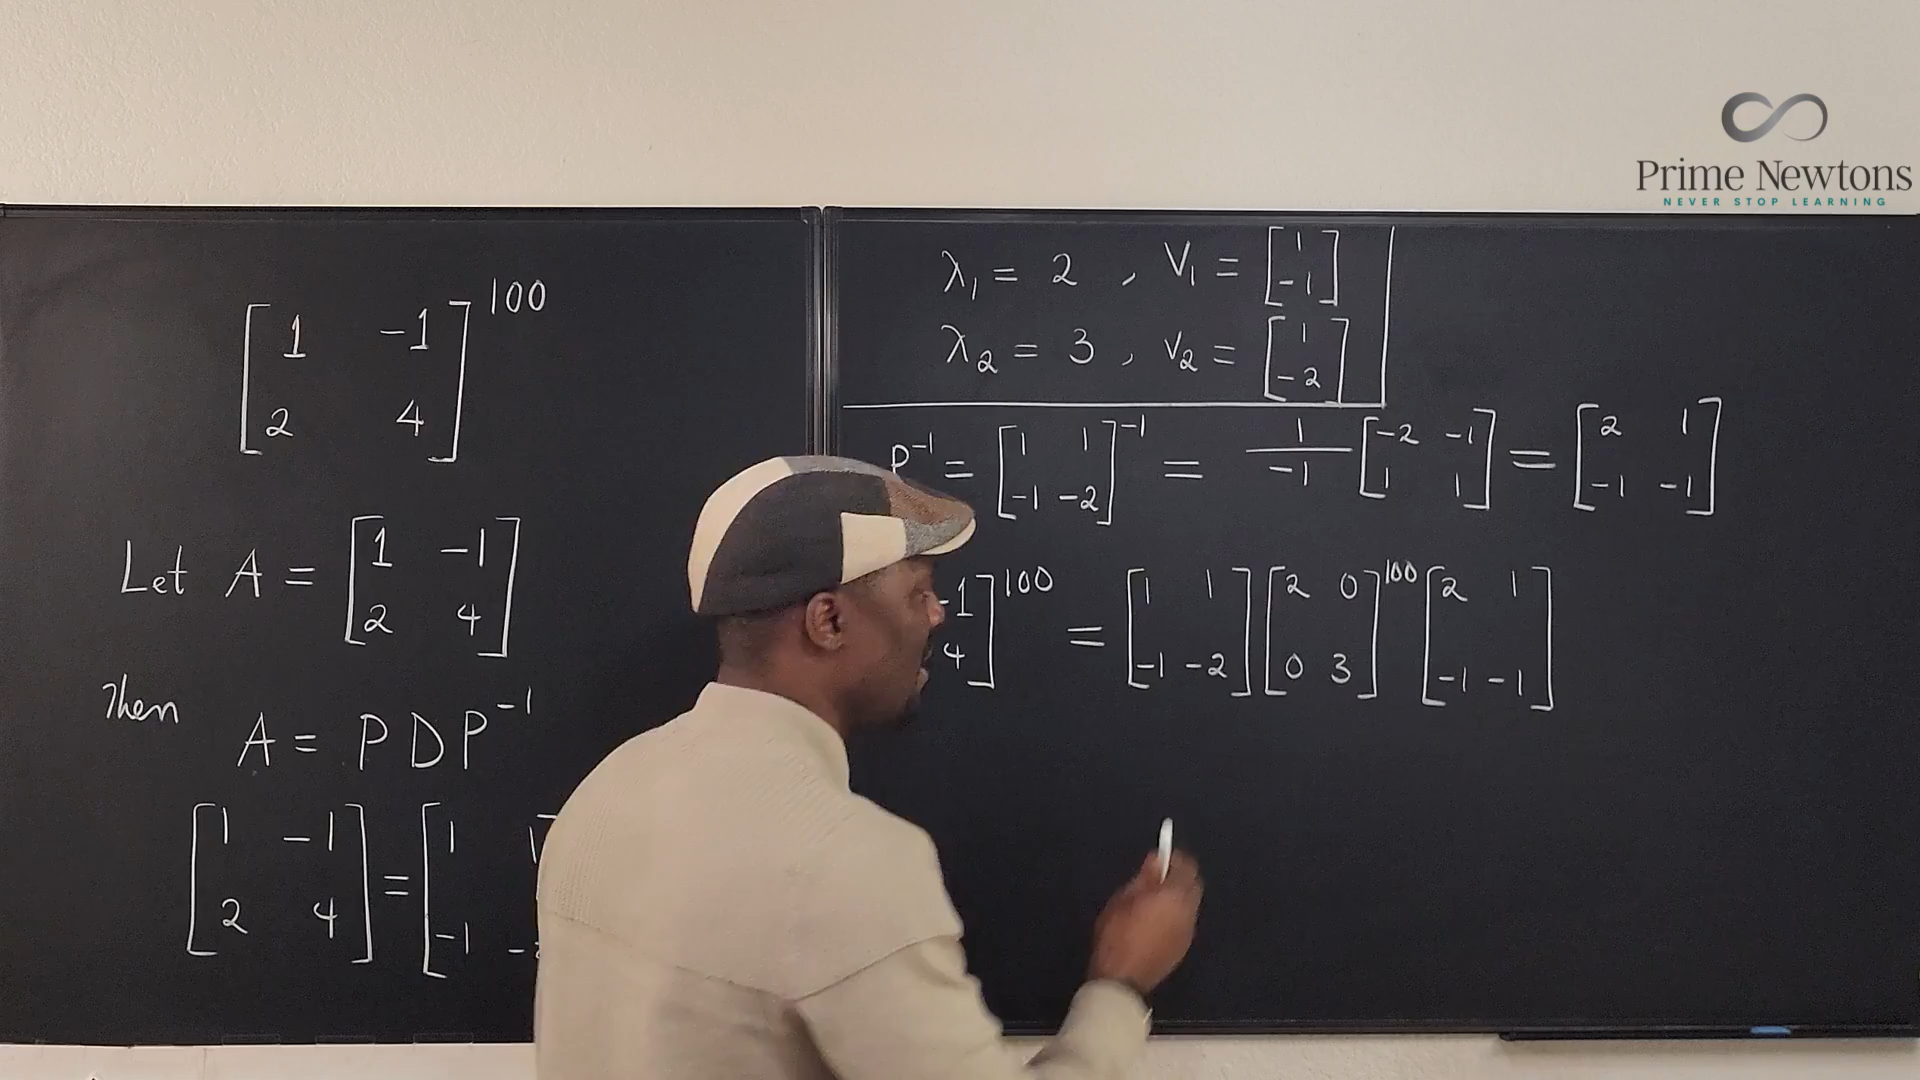 Prime Newtons
NEVER STOP LEARNING
[1 -1; 2 4]^100
Let A = [1 -1; 2 4]
Then
A = P D P^-1
[1 -1; 2 4] = [1 1; -1 -
λ₁ = 2 , V₁ = [1; -1]
λ₂ = 3 , V₂ = [1; -2]
P^-1 = [1 1; -1 -2]^-1 = 1/-1 [-2 -1; 1 1] = [2 1; -1 -1]
-1; 4]^100 = [1 1; -1 -2] [2 0; 0 3]^100 [2 1; -1 -1]